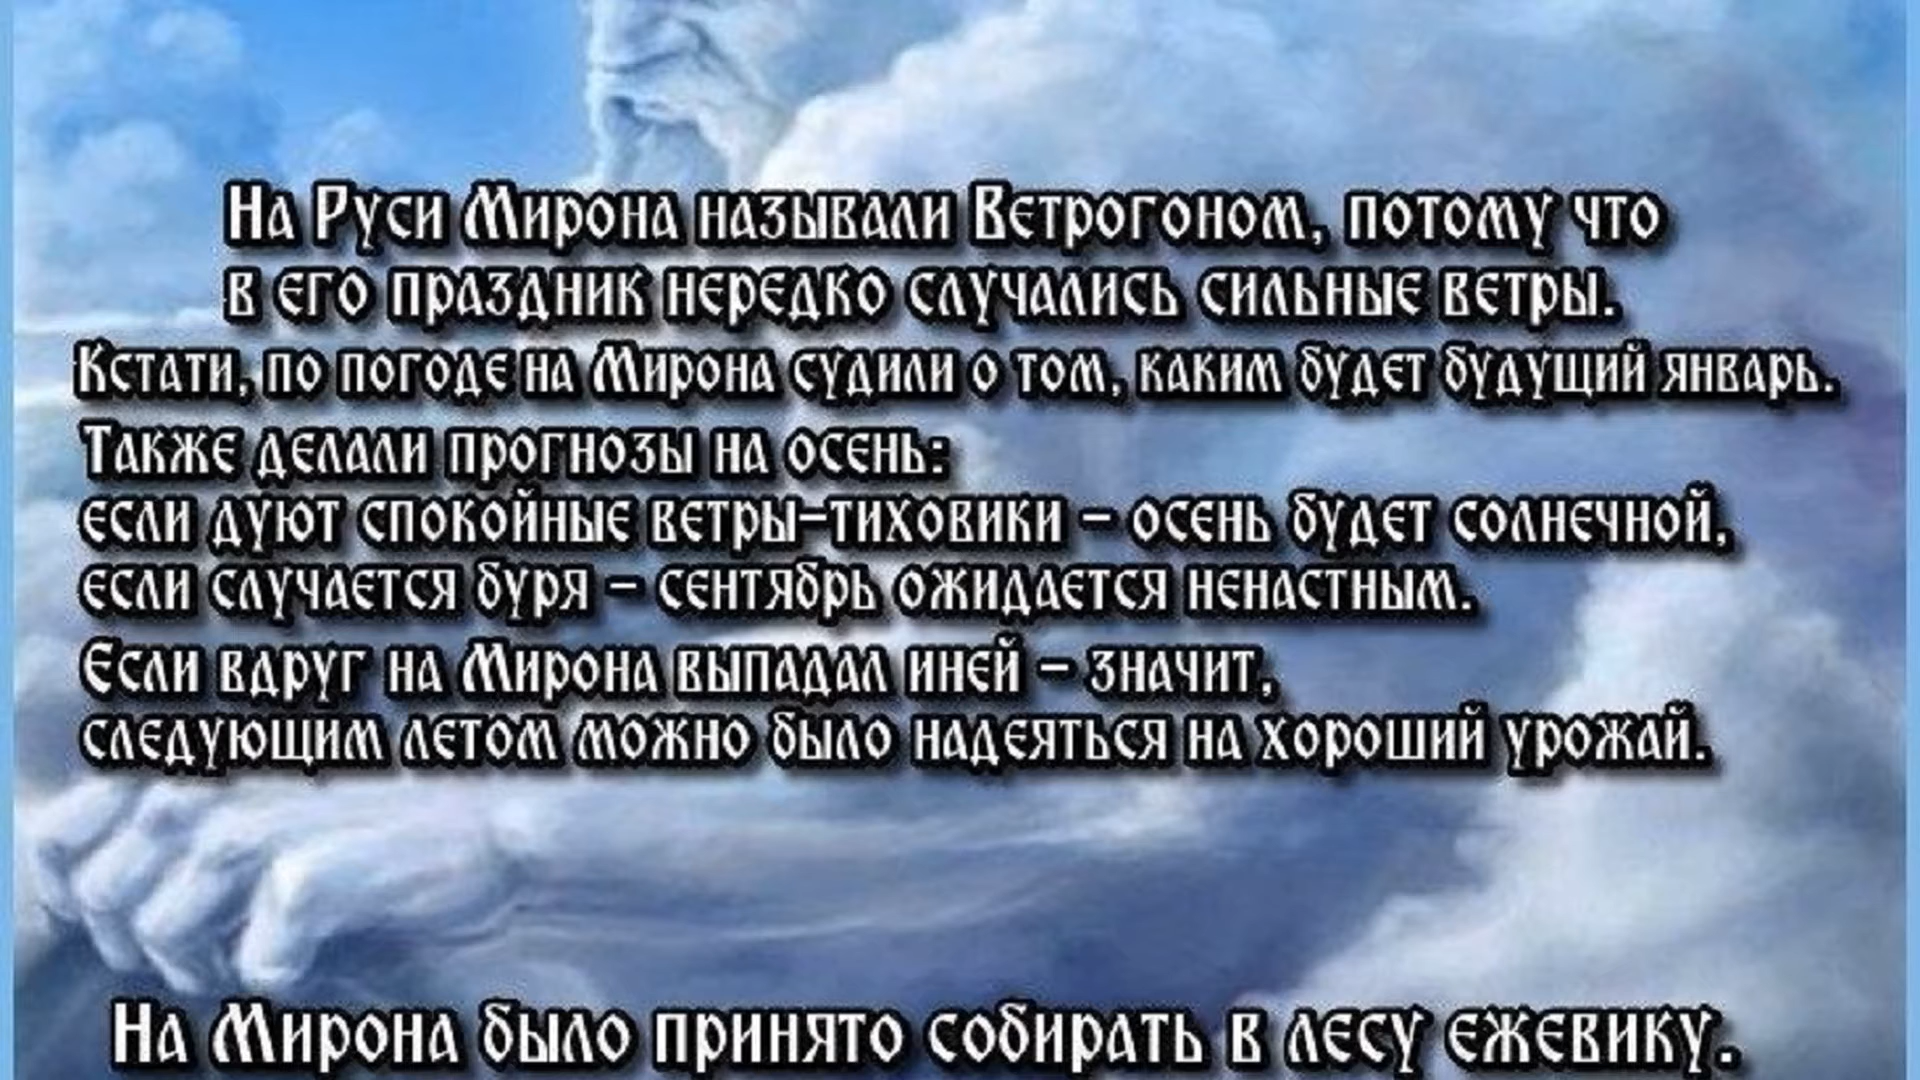 На Руси Мирона называли Ветрогоном, потому что
в его праздник нередко случались сильные ветры.
Кстати, по погоде на Мирона судили о том, каким будет будущий январь.
Также делали прогнозы на осень:
если дуют спокойные ветры-тиховики – осень будет солнечной,
если случается буря – сентябрь ожидается ненастным.
Если вдруг на Мирона выпадал иней – значит,
следующим летом можно было надеяться на хороший урожай.
На Мирона было принято собирать в лесу ежевику.